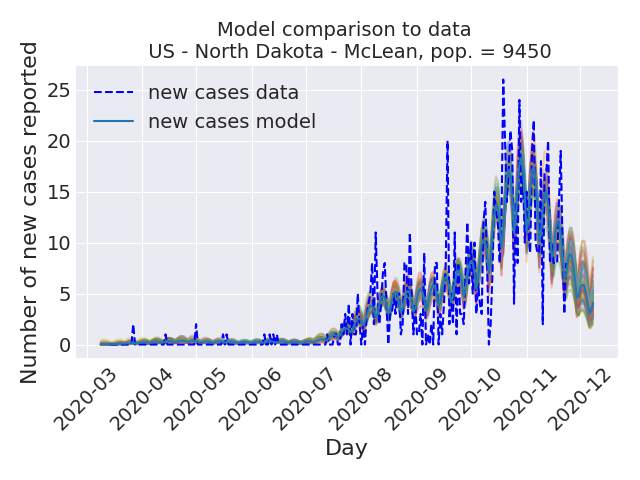 Model comparison to data
US - North Dakota - McLean, pop. = 9450
Number of new cases reported
25
20
15
10
5
0
new cases data
new cases model
2020-03
2020-04
2020-05
2020-06
2020-07
2020-08
2020-09
2020-10
2020-11
2020-12
Day